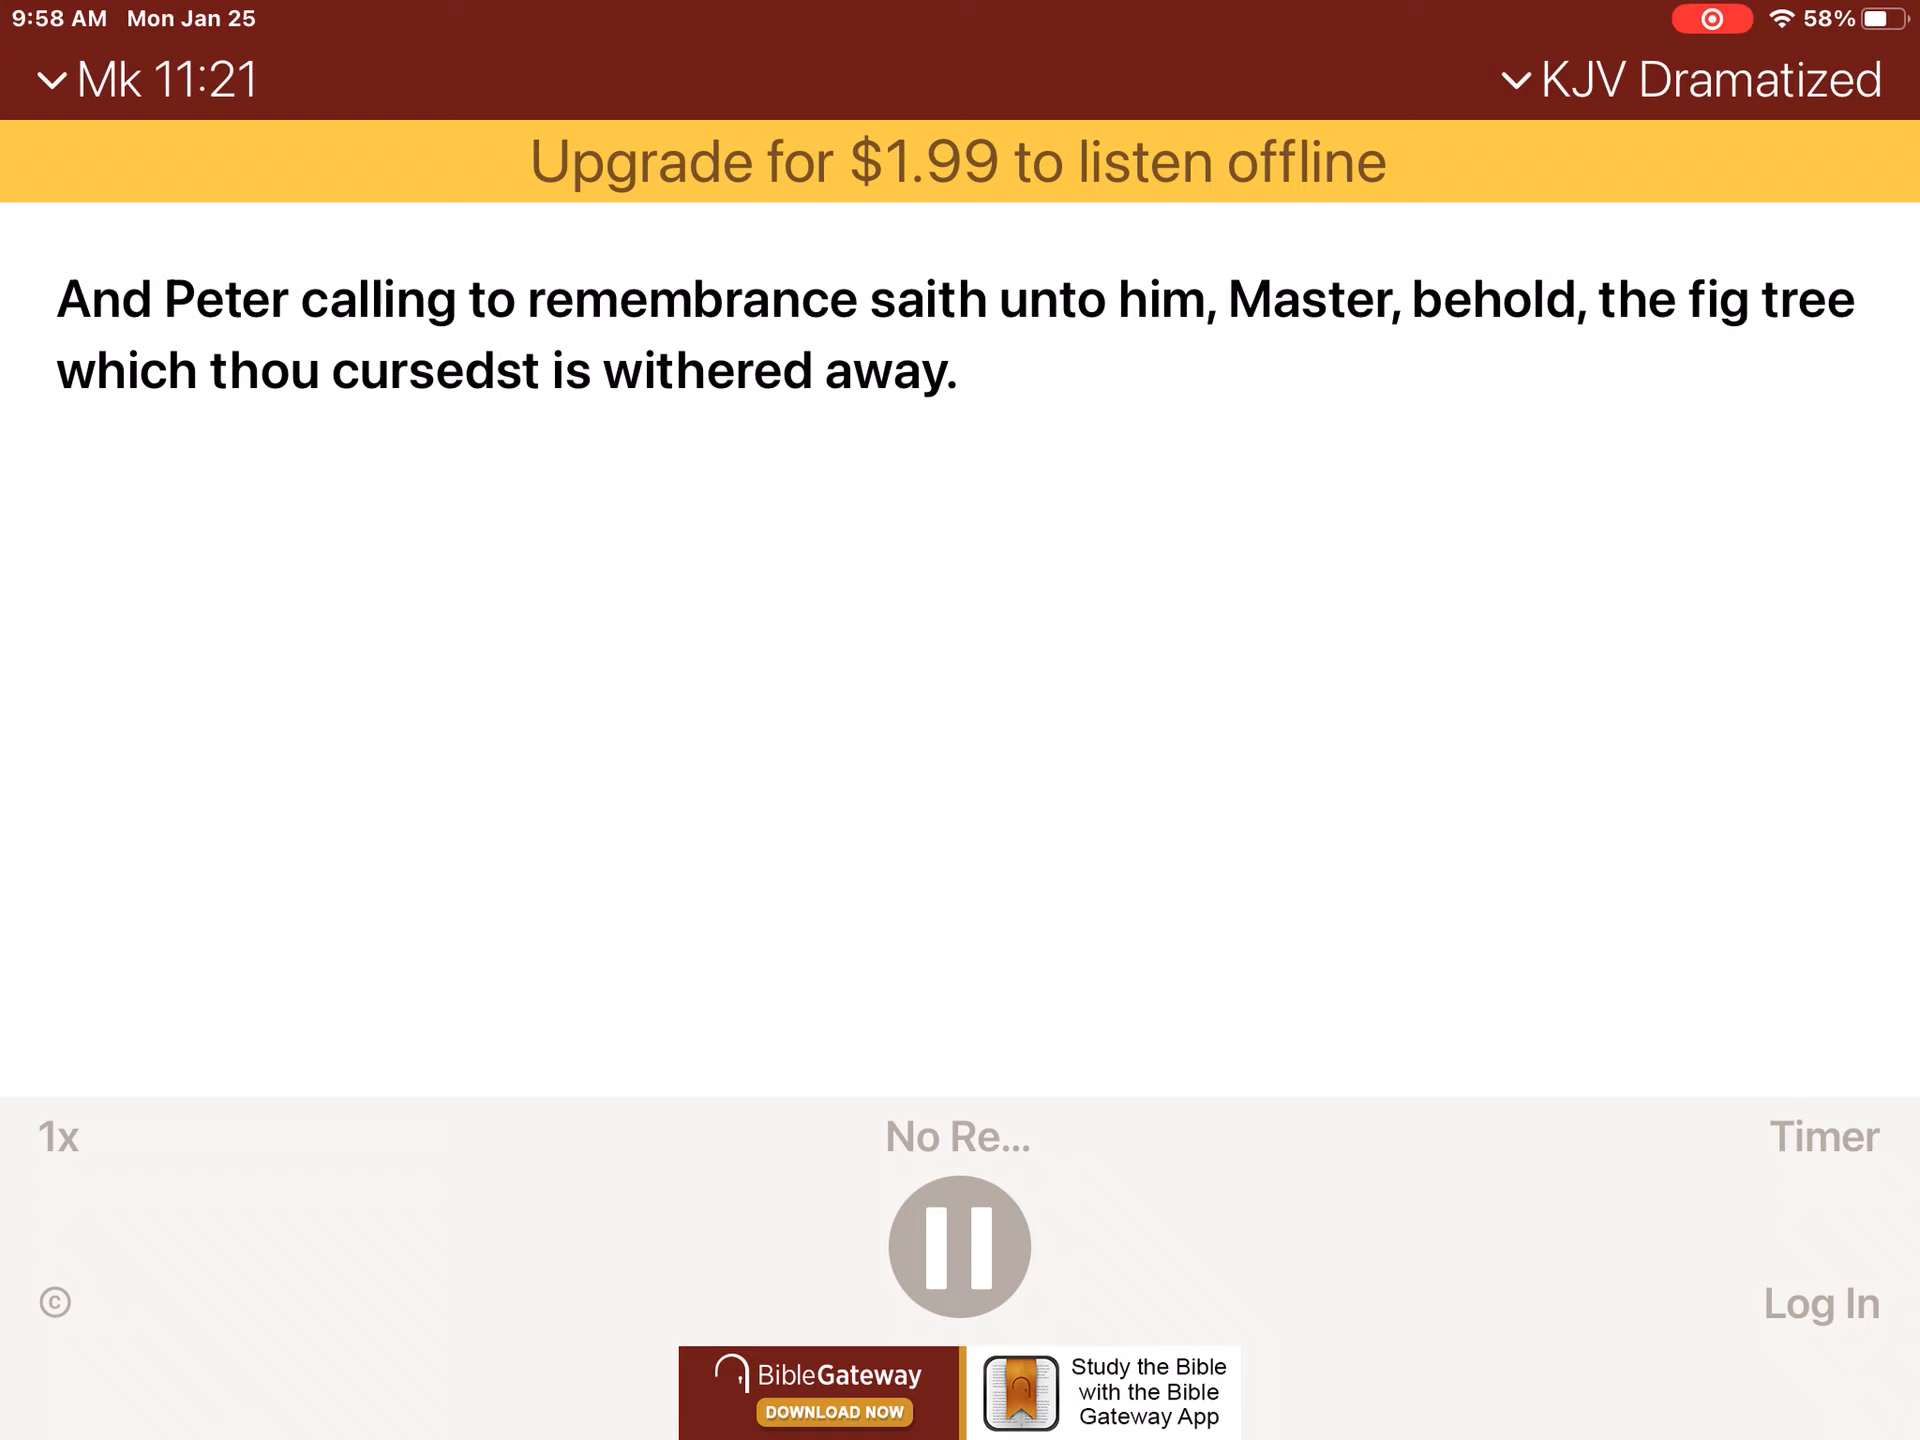 9:58 AM Mon Jan 25
58%
Mk 11:21
KJV Dramatized
Upgrade for $1.99 to listen offline
And Peter calling to remembrance saith unto him, Master, behold, the fig tree
which thou cursedst is withered away.
1x
No Re...
Timer
©
Log In
BibleGateway
DOWNLOAD NOW
Study the Bible
with the Bible
Gateway App